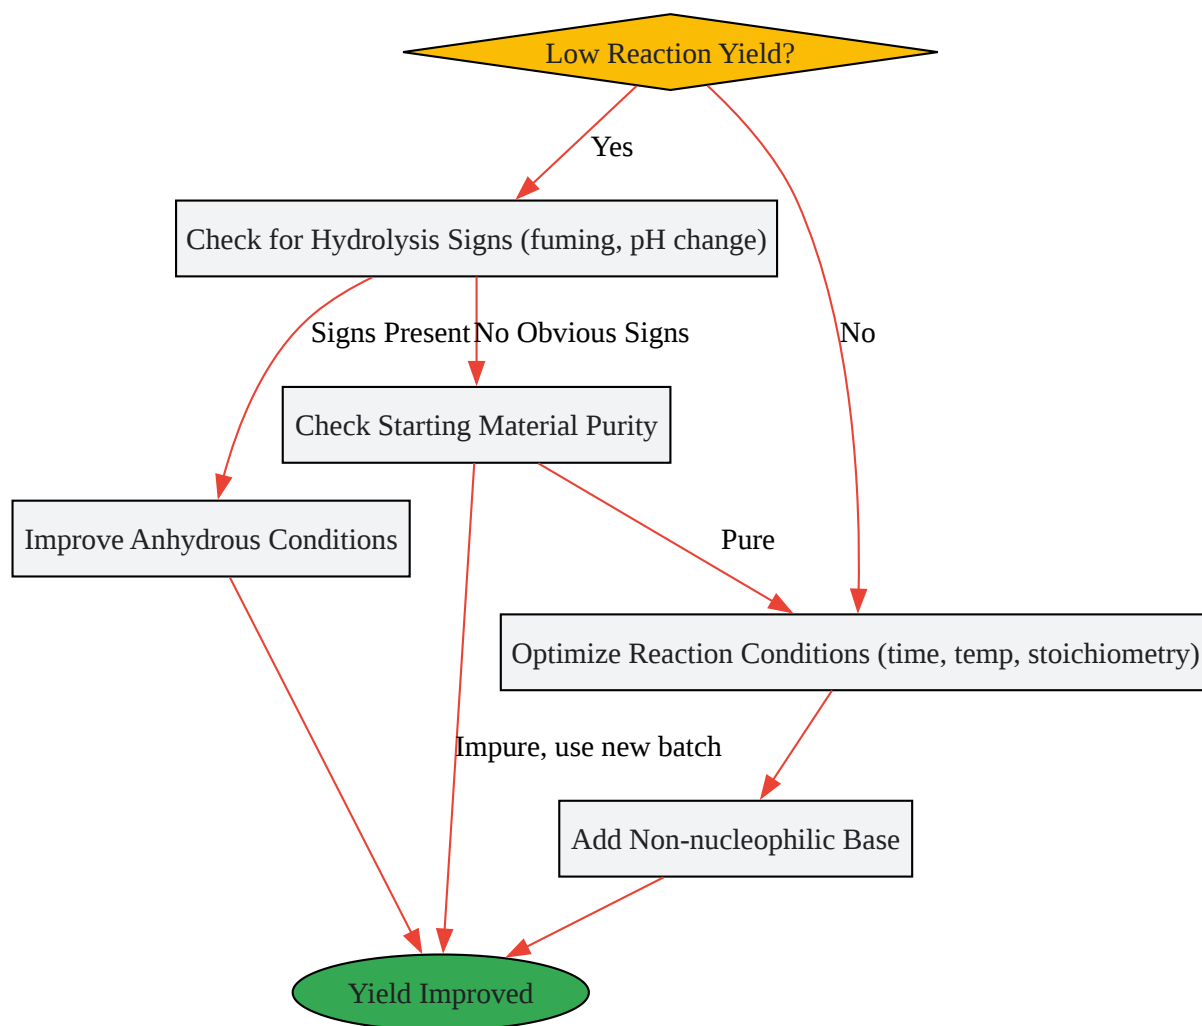 Low Reaction Yield?
Yes
Check for Hydrolysis Signs (fuming, pH change)
Signs Present
No Obvious Signs
No
Check Starting Material Purity
Improve Anhydrous Conditions
Pure
Optimize Reaction Conditions (time, temp, stoichiometry)
Impure, use new batch
Add Non-nucleophilic Base
Yield Improved